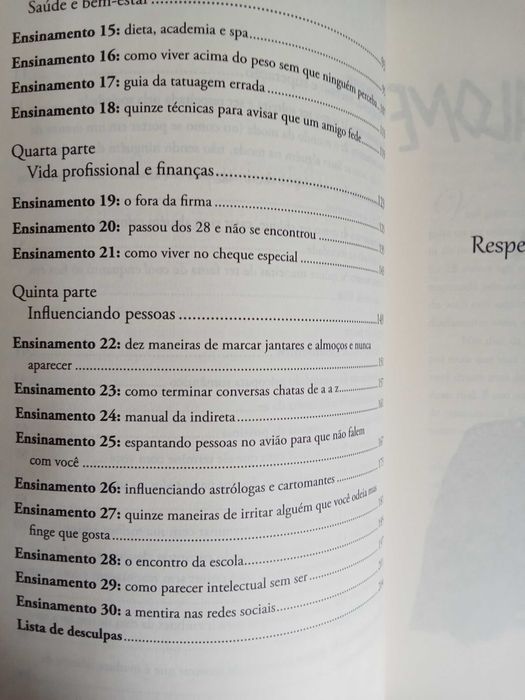 Saúde e bem-estar
Ensinamento 15: dieta, academia e spa
Ensinamento 16: como viver acima do peso sem que ninguém perceba
Ensinamento 17: guia da tatuagem errada
Ensinamento 18: quinze técnicas para avisar que um amigo fede
Quarta parte
Vida profissional e finanças
Ensinamento 19: o fora da firma
Ensinamento 20: passou dos 28 e não se encontrou
Ensinamento 21: como viver no cheque especial
Quinta parte
Influenciando pessoas
Ensinamento 22: dez maneiras de marcar jantares e almoços e nunca
aparecer
Ensinamento 23: como terminar conversas chatas de a a z
Ensinamento 24: manual da indireta
Ensinamento 25: espantando pessoas no avião para que não falem
com você
Ensinamento 26: influenciando astrólogas e cartomantes
Ensinamento 27: quinze maneiras de irritar alguém que você odeia mas
finge que gosta
Ensinamento 28: o encontro da escola
Ensinamento 29: como parecer intelectual sem ser
Ensinamento 30: a mentira nas redes sociais
Lista de desculpas
Respe